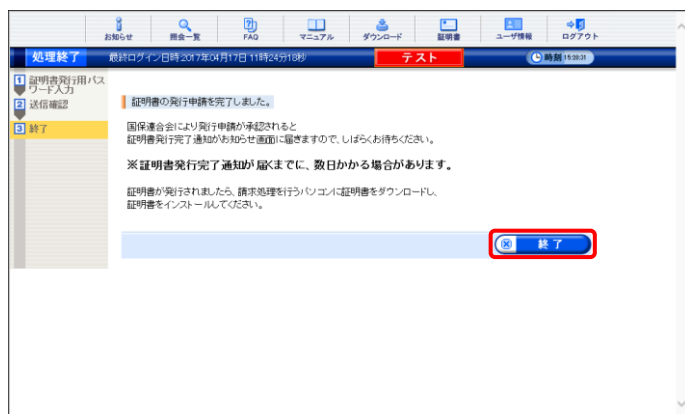 お知らせ 照会一覧 FAQ マニュアル ダウンロード 証明書 ユーザ情報 ログアウト
処理終了 最終ログイン日時:2017年04月17日 11時24分18秒 テスト 時刻
1 証明書発行用パス
ワード入力
2 送信確認
3 終了
証明書の発行申請を完了しました。
国保連合会により発行申請が承認されると
証明書発行完了通知がお知らせ画面に届きますので、しばらくお待ちください。
※証明書発行完了通知が届くまでに、数日かかる場合があります。
証明書が発行されましたら、請求処理を行うパソコンに証明書をダウンロードし、
証明書をインストールしてください。
終了